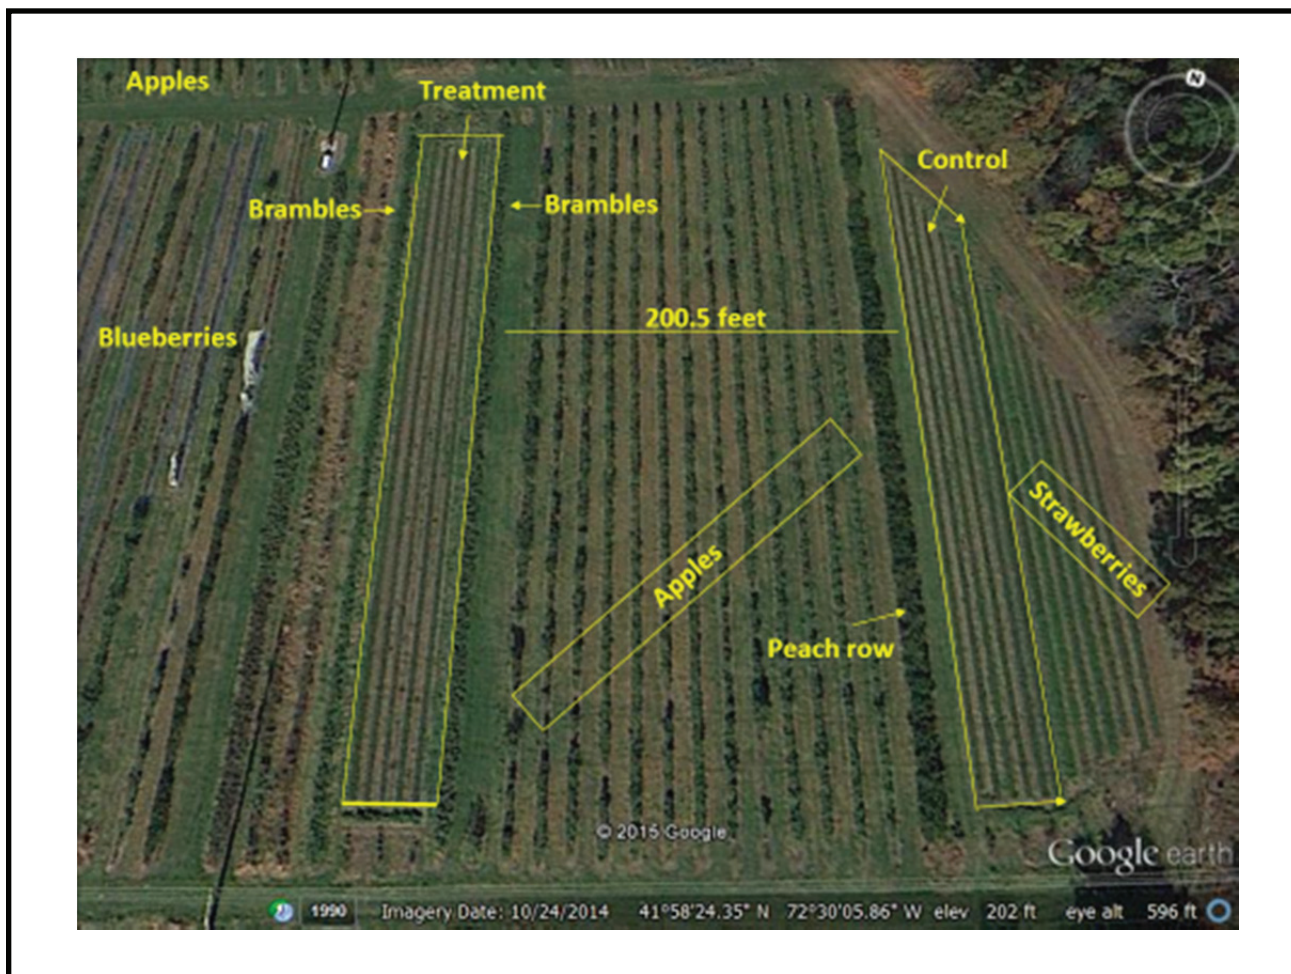 Apples
Treatment
N
Control
Brambles
Brambles
200.5 feet
Blueberries
Strawberries
Apples
Peach row
© 2015 Google
Google earth
1990
Imagery Date: 10/24/2014 41°58'24.35" N 72°30'05.86" W elev 202 ft eye alt 596 ft